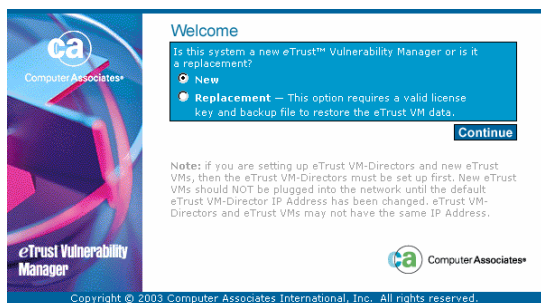 ca
Computer Associates®
eTrust Vulnerability
Manager
Welcome
Is this system a new eTrust™ Vulnerability Manager or is it
a replacement?
New
Replacement — This option requires a valid license
key and backup file to restore the eTrust VM data.
Continue
Note: if you are setting up eTrust VM-Directors and new eTrust
VMs, then the eTrust VM-Directors must be set up first. New eTrust
VMs should NOT be plugged into the network until the default
eTrust VM-Director IP Address has been changed. eTrust VM-
Directors and eTrust VMs may not have the same IP Address.
ca Computer Associates®
Copyright © 2003 Computer Associates International, Inc. All rights reserved.